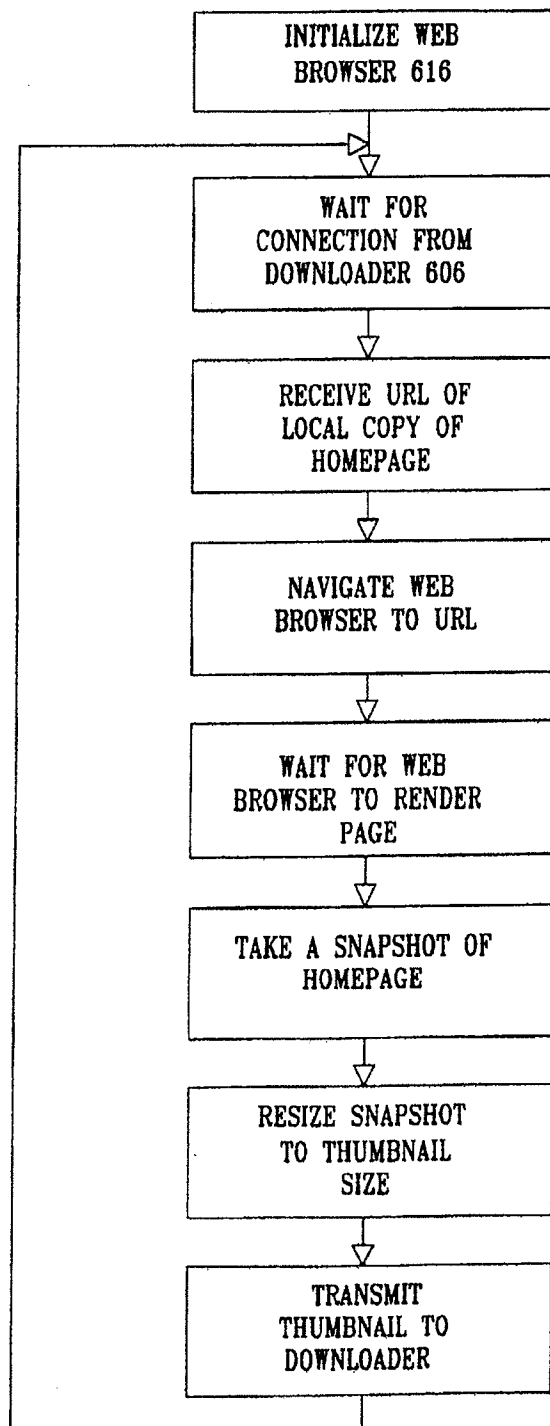 INITIALIZE WEB
BROWSER 616
WAIT FOR
CONNECTION FROM
DOWNLOADER 606
RECEIVE URL OF
LOCAL COPY OF
HOMEPAGE
NAVIGATE WEB
BROWSER TO URL
WAIT FOR WEB
BROWSER TO RENDER
PAGE
TAKE A SNAPSHOT OF
HOMEPAGE
RESIZE SNAPSHOT
TO THUMBNAIL
SIZE
TRANSMIT
THUMBNAIL TO
DOWNLOADER